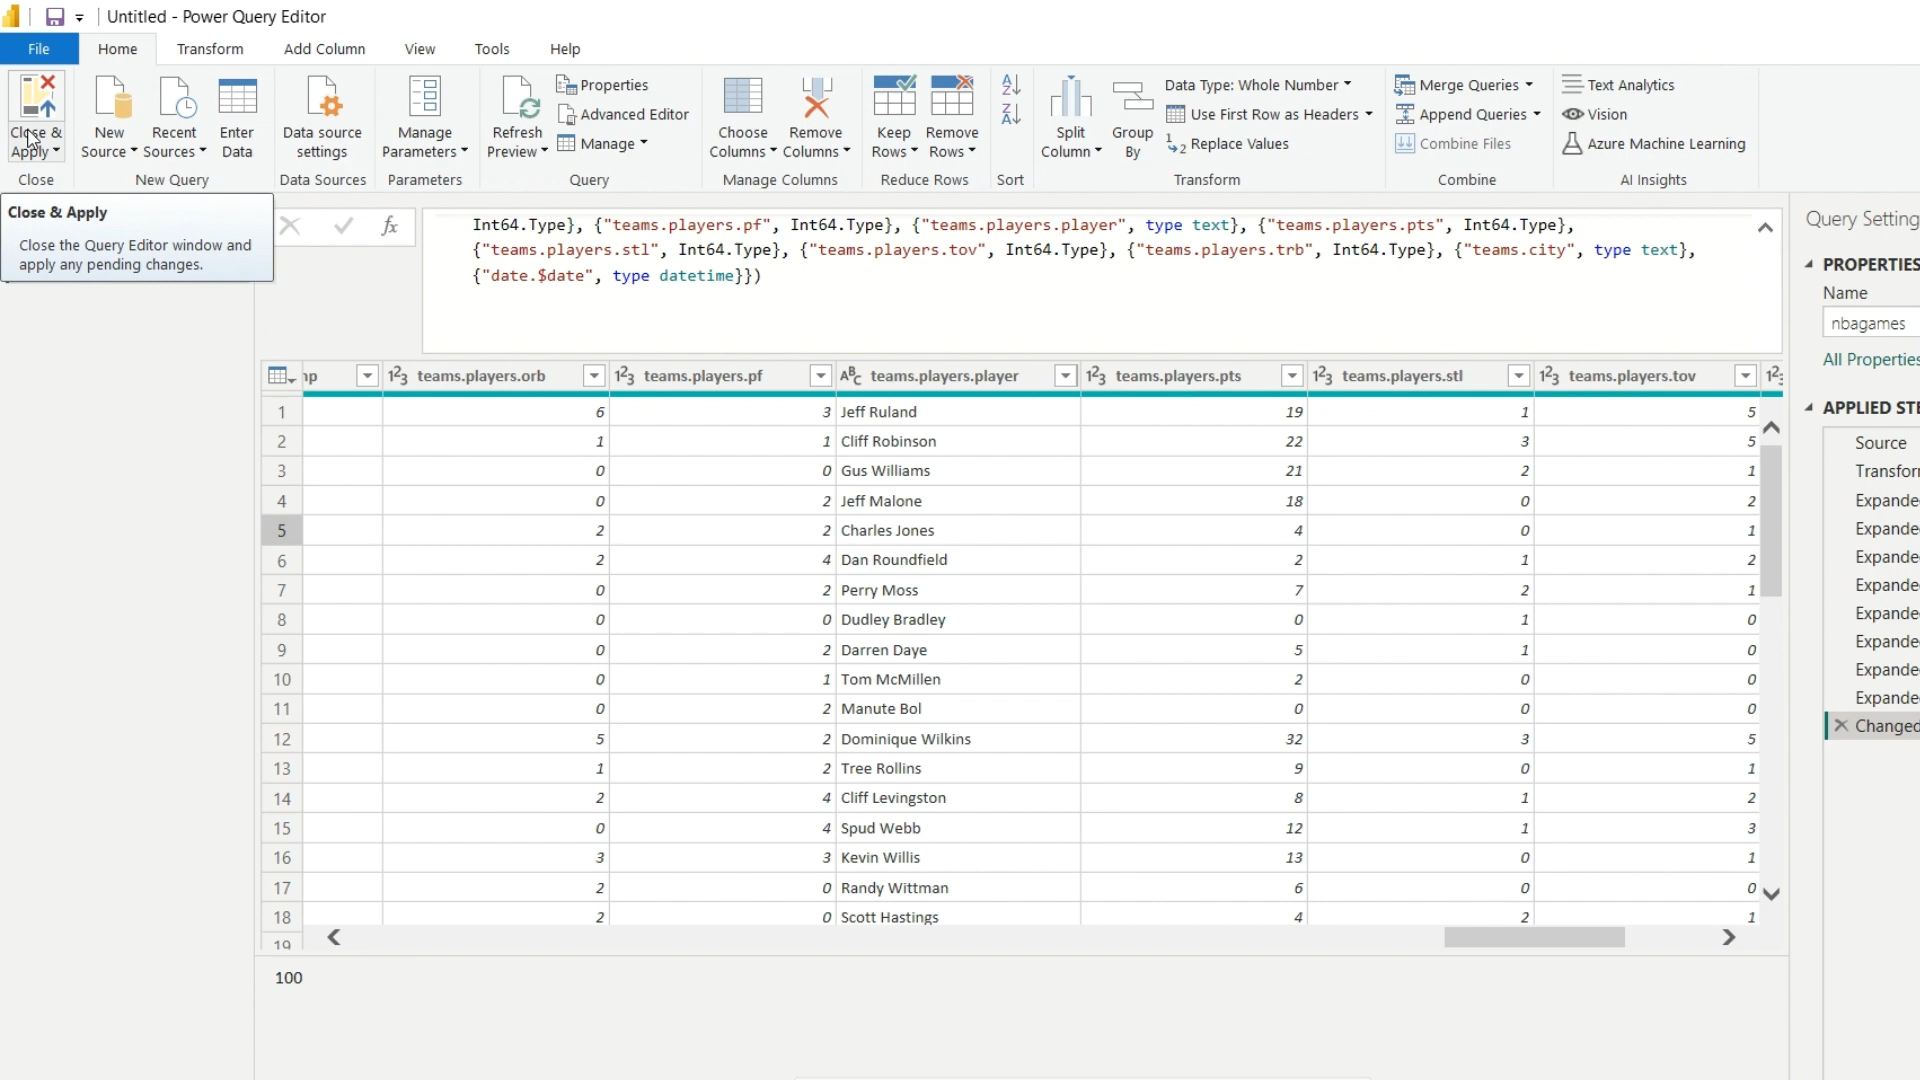 Untitled - Power Query Editor
File Home Transform Add Column View Tools Help
Close & Apply
New Source
Recent Sources
Enter Data
Data source settings
Manage Parameters
Refresh Preview
Properties
Advanced Editor
Manage
Choose Columns
Remove Columns
Keep Rows
Remove Rows
Split Column
Group By
Data Type: Whole Number
Use First Row as Headers
Replace Values
Merge Queries
Append Queries
Combine Files
Text Analytics
Vision
Azure Machine Learning
Close New Query Data Sources Parameters Query Manage Columns Reduce Rows Sort Transform Combine AI Insights
Close & Apply
Close the Query Editor window and
apply any pending changes.
fx
Int64.Type}, {"teams.players.pf", Int64.Type}, {"teams.players.player", type text}, {"teams.players.pts", Int64.Type},
{"teams.players.stl", Int64.Type}, {"teams.players.tov", Int64.Type}, {"teams.players.trb", Int64.Type}, {"teams.city", type text},
{"date.$date", type datetime}})
teams.players.orb teams.players.pf teams.players.player teams.players.pts teams.players.stl teams.players.tov
1 6 3 Jeff Ruland 19 1 5
2 1 1 Cliff Robinson 22 3 5
3 0 0 Gus Williams 21 2 1
4 0 2 Jeff Malone 18 0 2
5 2 2 Charles Jones 4 0 1
6 2 4 Dan Roundfield 2 1 2
7 0 2 Perry Moss 7 2 1
8 0 0 Dudley Bradley 0 1 0
9 0 2 Darren Daye 5 1 0
10 0 1 Tom McMillen 2 0 0
11 0 2 Manute Bol 0 0 0
12 5 2 Dominique Wilkins 32 3 5
13 1 2 Tree Rollins 9 0 1
14 2 4 Cliff Levingston 8 1 2
15 0 4 Spud Webb 12 1 3
16 3 3 Kevin Willis 13 0 1
17 2 0 Randy Wittman 6 0 0
18 2 0 Scott Hastings 4 2 1
19
100
Query Setting
PROPERTIES
Name
nbagames
All Properties
APPLIED STE
Source
Transfor
Expande
Expande
Expande
Expande
Expande
Expande
Expande
Expande
Changed